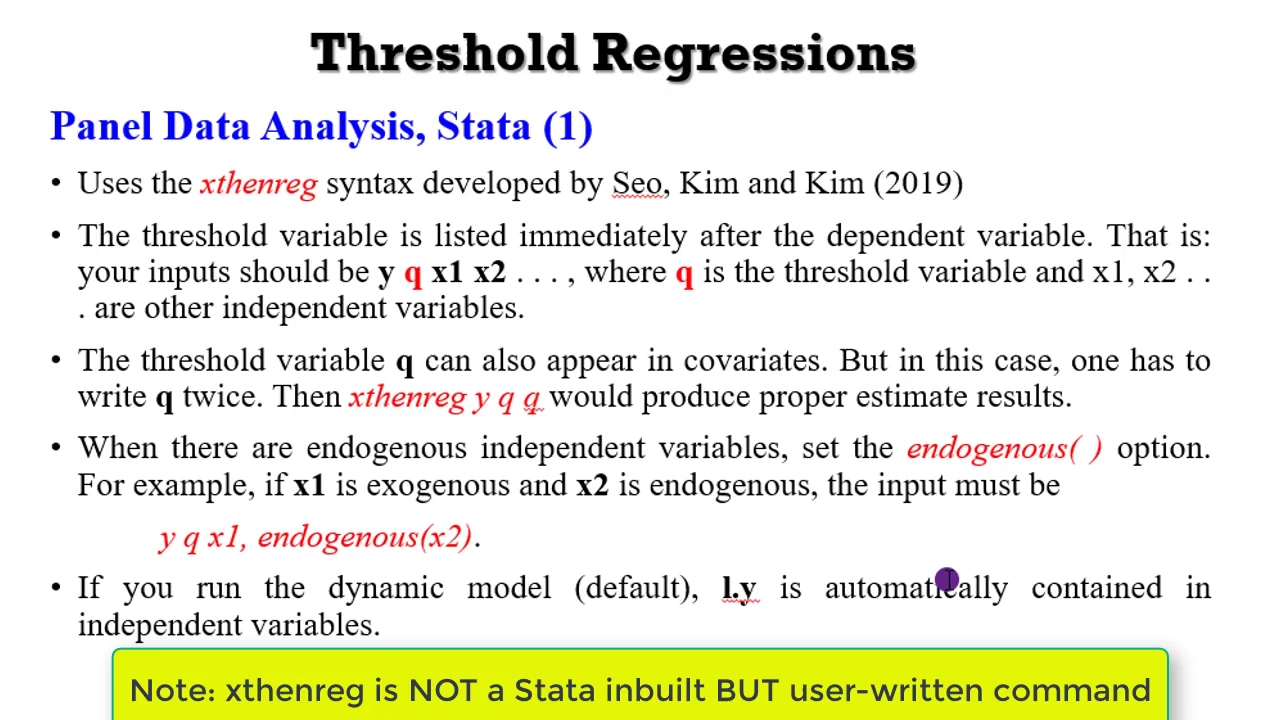 Threshold Regressions
Panel Data Analysis, Stata (1)
• Uses the xthenreg syntax developed by Seo, Kim and Kim (2019)
• The threshold variable is listed immediately after the dependent variable. That is:
your inputs should be y q x1 x2 . . . , where q is the threshold variable and x1, x2 . .
. are other independent variables.
• The threshold variable q can also appear in covariates. But in this case, one has to
write q twice. Then xthenreg y q q would produce proper estimate results.
• When there are endogenous independent variables, set the endogenous( ) option.
For example, if x1 is exogenous and x2 is endogenous, the input must be
y q x1, endogenous(x2).
• If you run the dynamic model (default), l.y is automatically contained in
independent variables.
Note: xthenreg is NOT a Stata inbuilt BUT user-written command